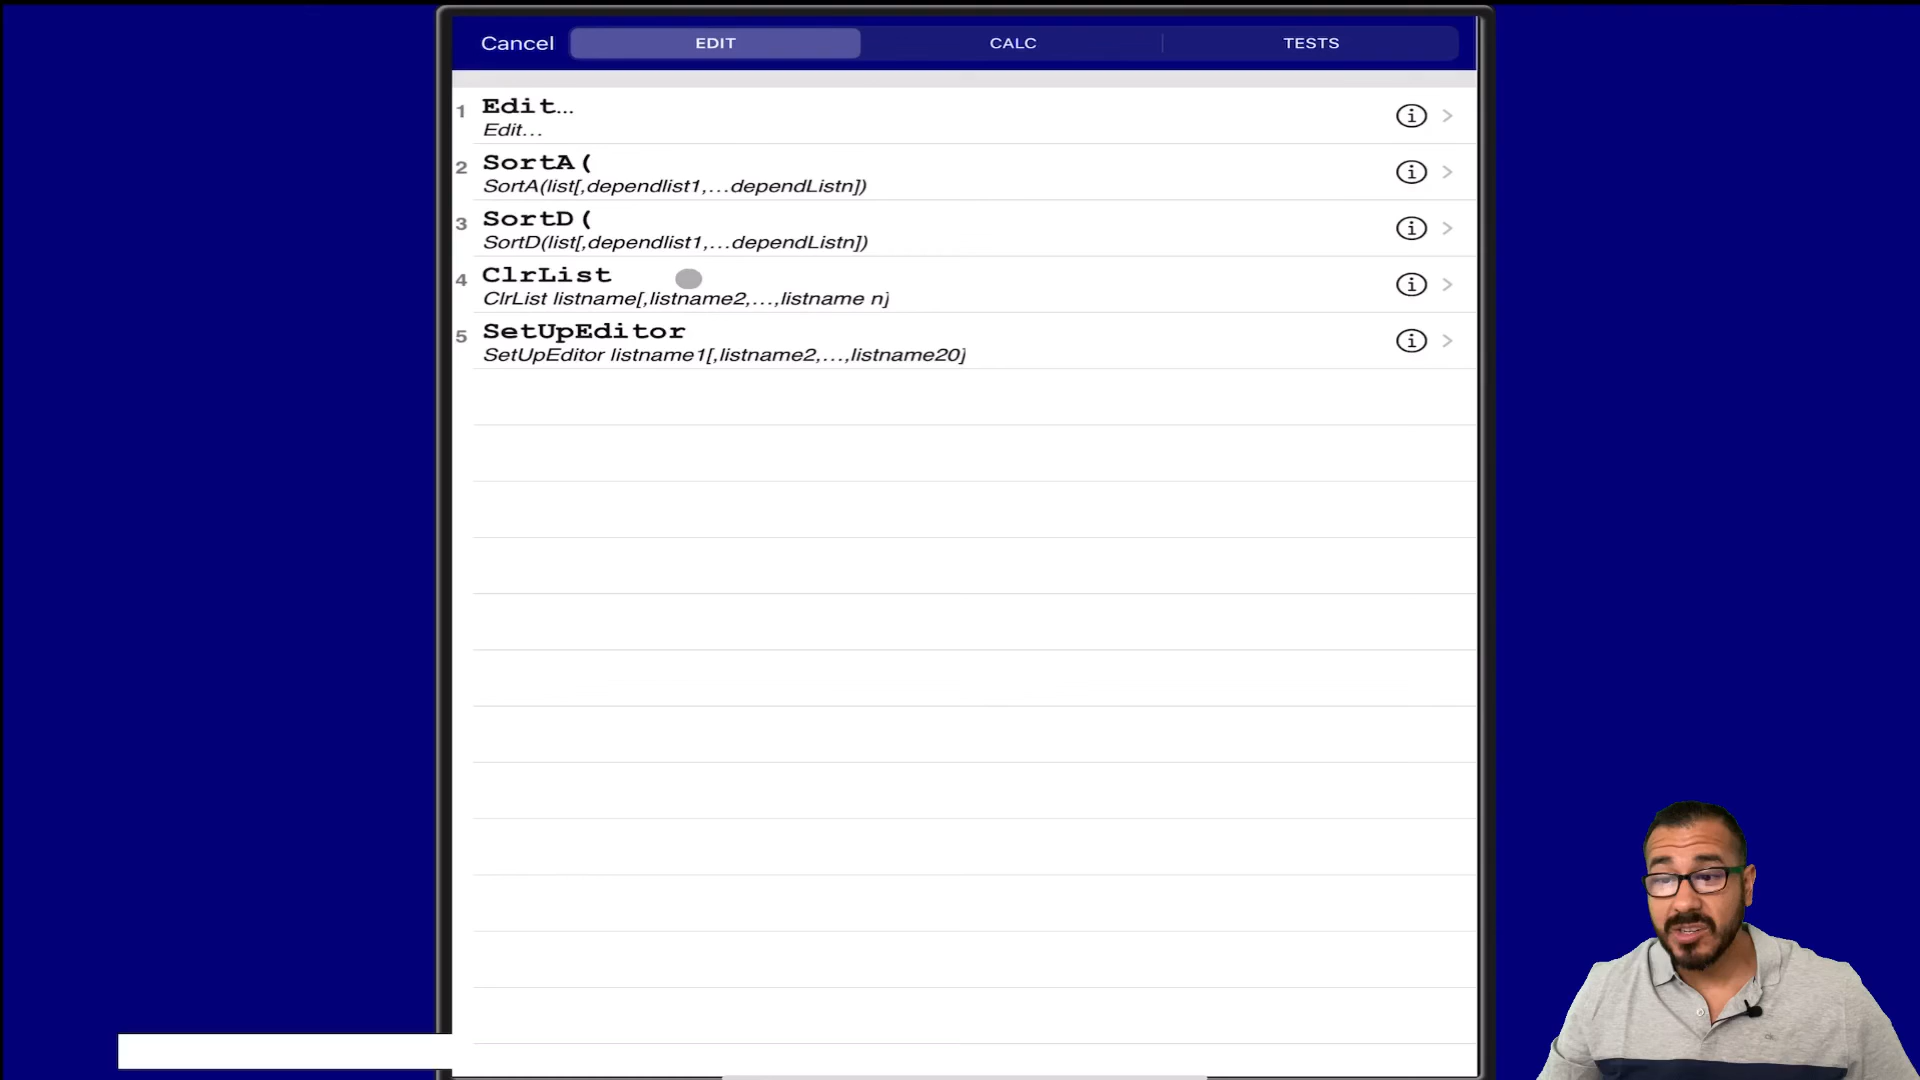 Cancel EDIT CALC TESTS
1 Edit...
Edit...
2 SortA(
SortA(list[,dependlist1,...dependListn])
3 SortD(
SortD(list[,dependlist1,...dependListn])
4 ClrList
ClrList listname[,listname2,...,listname n]
5 SetUpEditor
SetUpEditor listname1[,listname2,...,listname20]